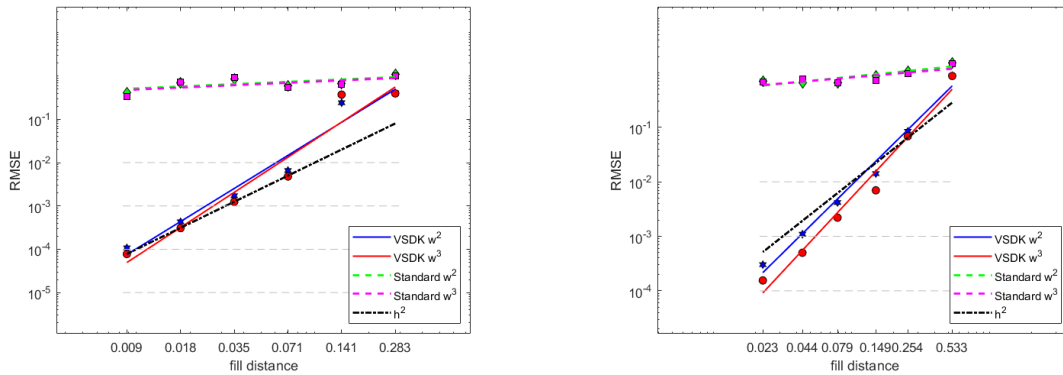 RMSE
10^-1
10^-2
10^-3
10^-4
10^-5
0.009 0.018 0.035 0.071 0.141 0.283
fill distance
VSDK w^2
VSDK w^3
Standard w^2
Standard w^3
h^2
RMSE
10^-1
10^-2
10^-3
10^-4
0.023 0.044 0.079 0.149 0.254 0.533
fill distance
VSDK w^2
VSDK w^3
Standard w^2
Standard w^3
h^2